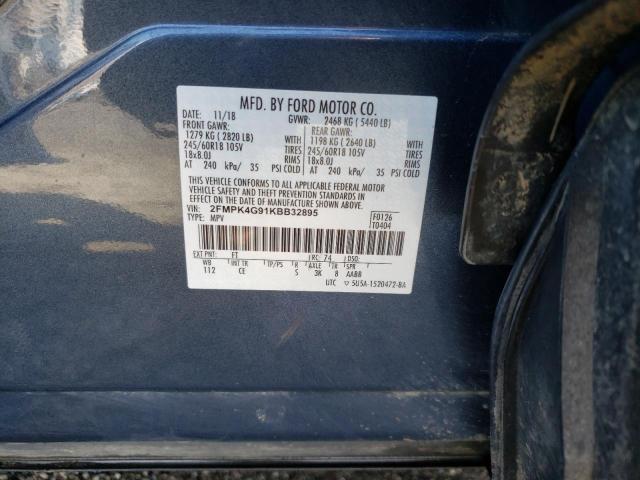 MFD. BY FORD MOTOR CO.
DATE: 11/18 GVWR: 2468 KG ( 5440 LB)
FRONT GAWR: REAR GAWR:
1279 KG ( 2820 LB) WITH 1198 KG ( 2640 LB) WITH
245/60R18 105V TIRES 245/60R18 105V TIRES
18x8.0J RIMS 18x8.0J RIMS
AT 240 kPa/ 35 PSI COLD AT 240 kPa/ 35 PSI COLD
THIS VEHICLE CONFORMS TO ALL APPLICABLE FEDERAL MOTOR
VEHICLE SAFETY AND BUMPER AND THEFT PREVENTION STANDARDS IN
EFFECT ON THE DATE OF MANUFACTURE SHOWN ABOVE.
VIN: 2FMPK4G91KBB32895 F0126
TYPE: MPV T0404
EXT PNT: FT RC: 74 DSO:
WB INT TR TP/PS R AXLE TR SPR
112 CE S 3K 8 AABB
UTC ▽ 5U5A-1520472-BA